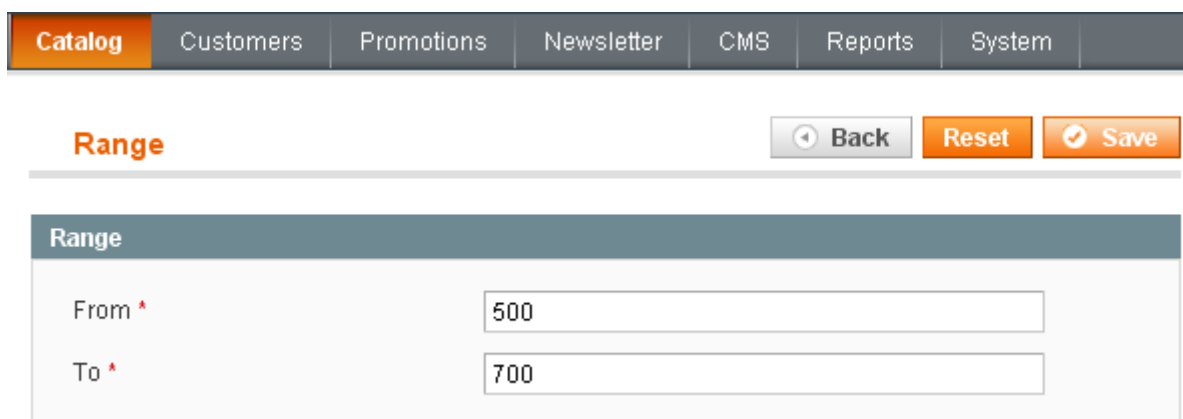 Catalog Customers Promotions Newsletter CMS Reports System
Range Back Reset Save
Range
From * 500
To * 700